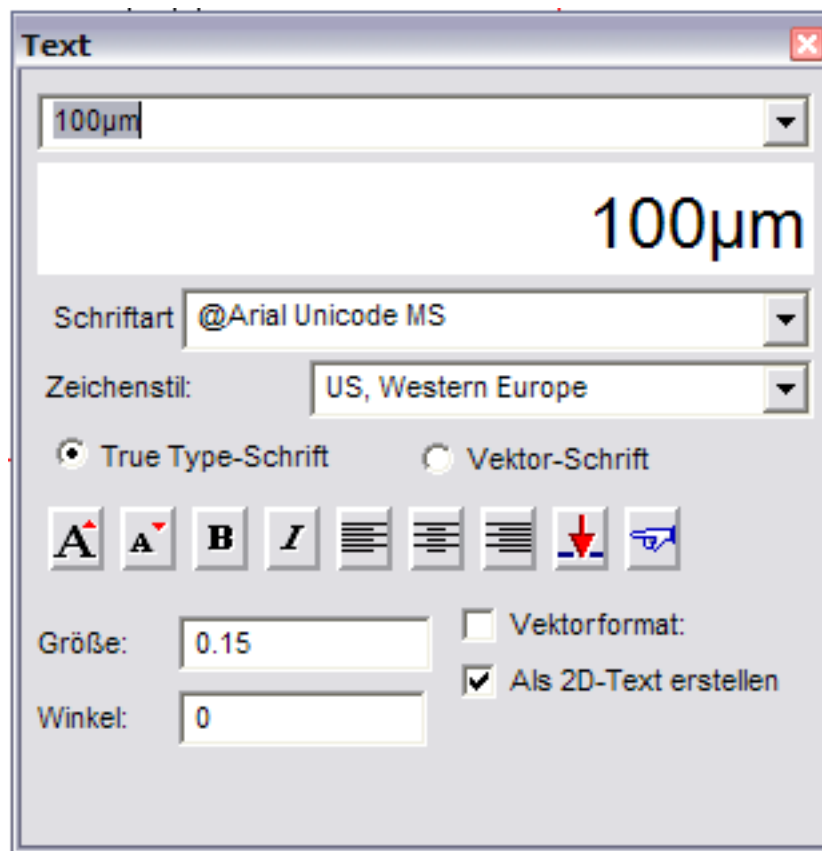 Text
100µm
100µm
Schriftart @Arial Unicode MS
Zeichenstil: US, Western Europe
True Type-Schrift Vektor-Schrift
A A B I
Größe: 0.15 Vektorformat:
Als 2D-Text erstellen
Winkel: 0